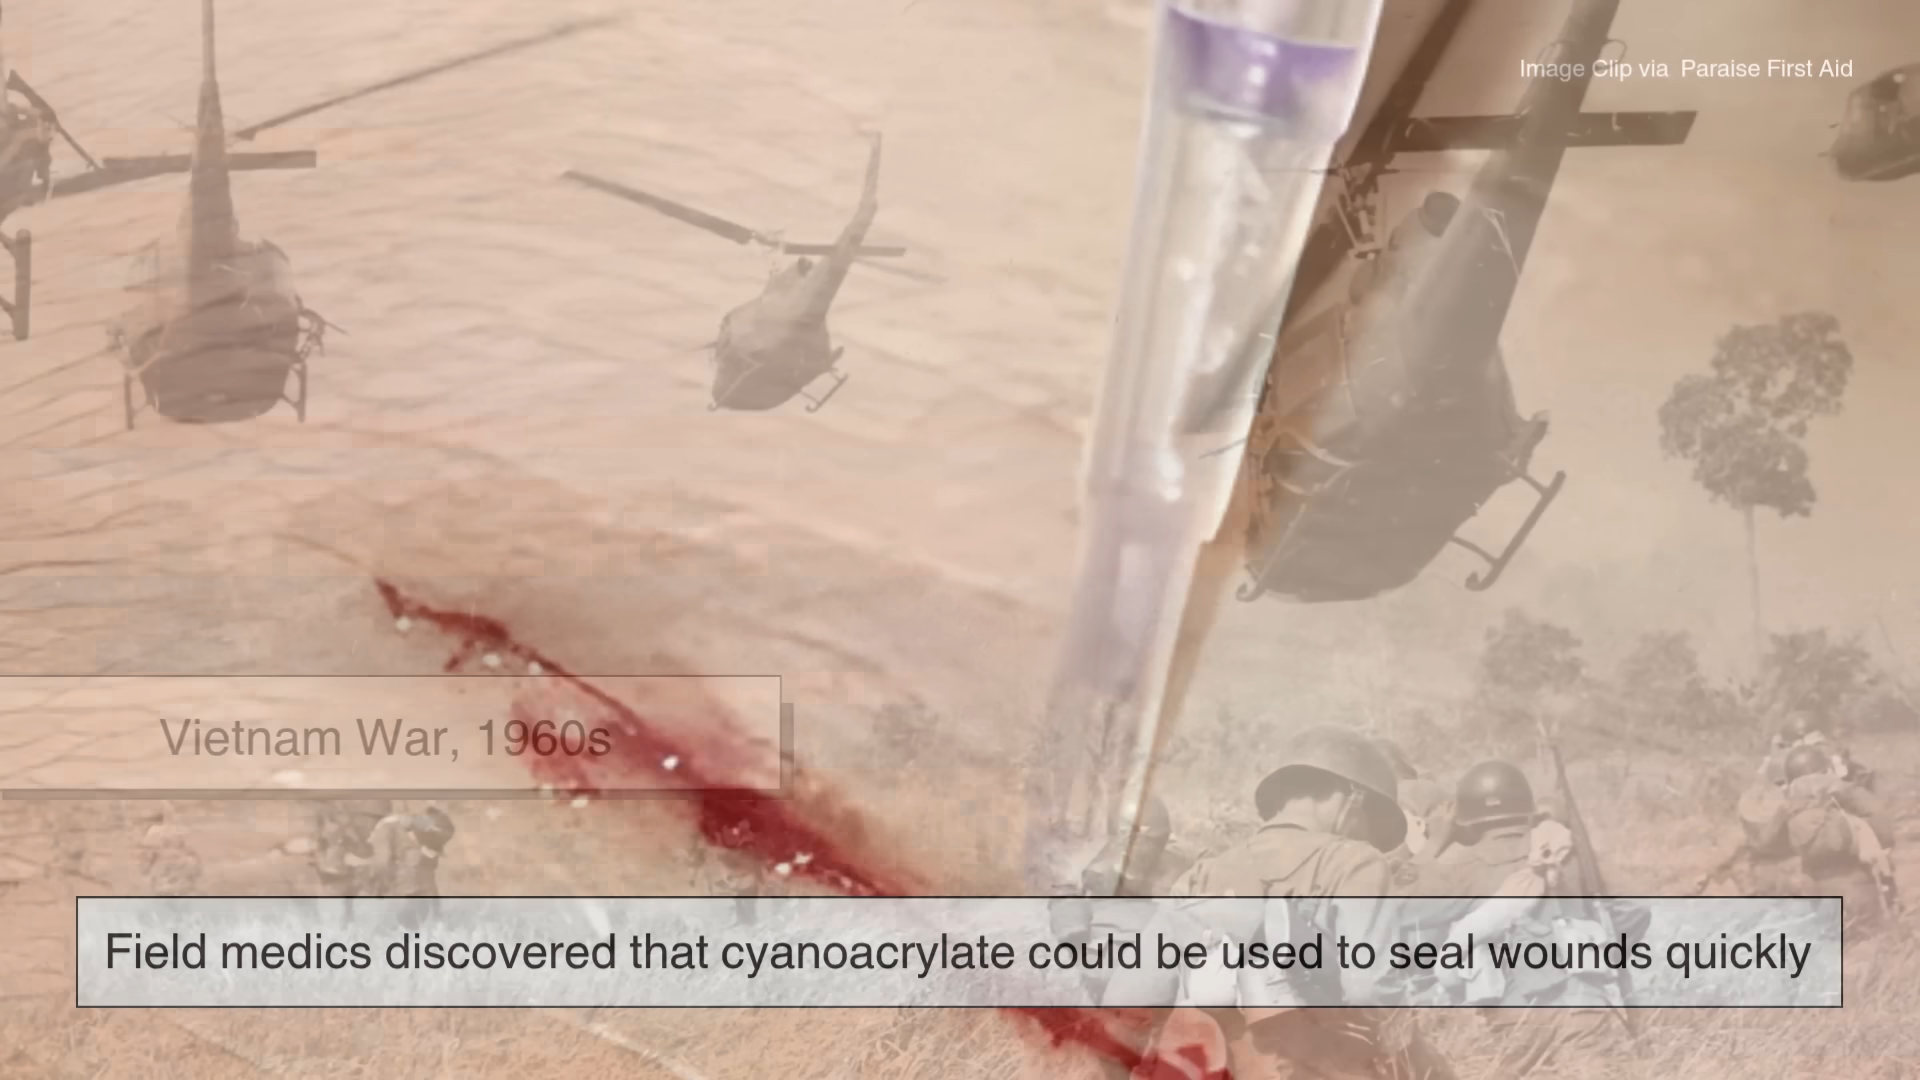 Image Clip via  Paraise First Aid
Vietnam War, 1960s
Field medics discovered that cyanoacrylate could be used to seal wounds quickly